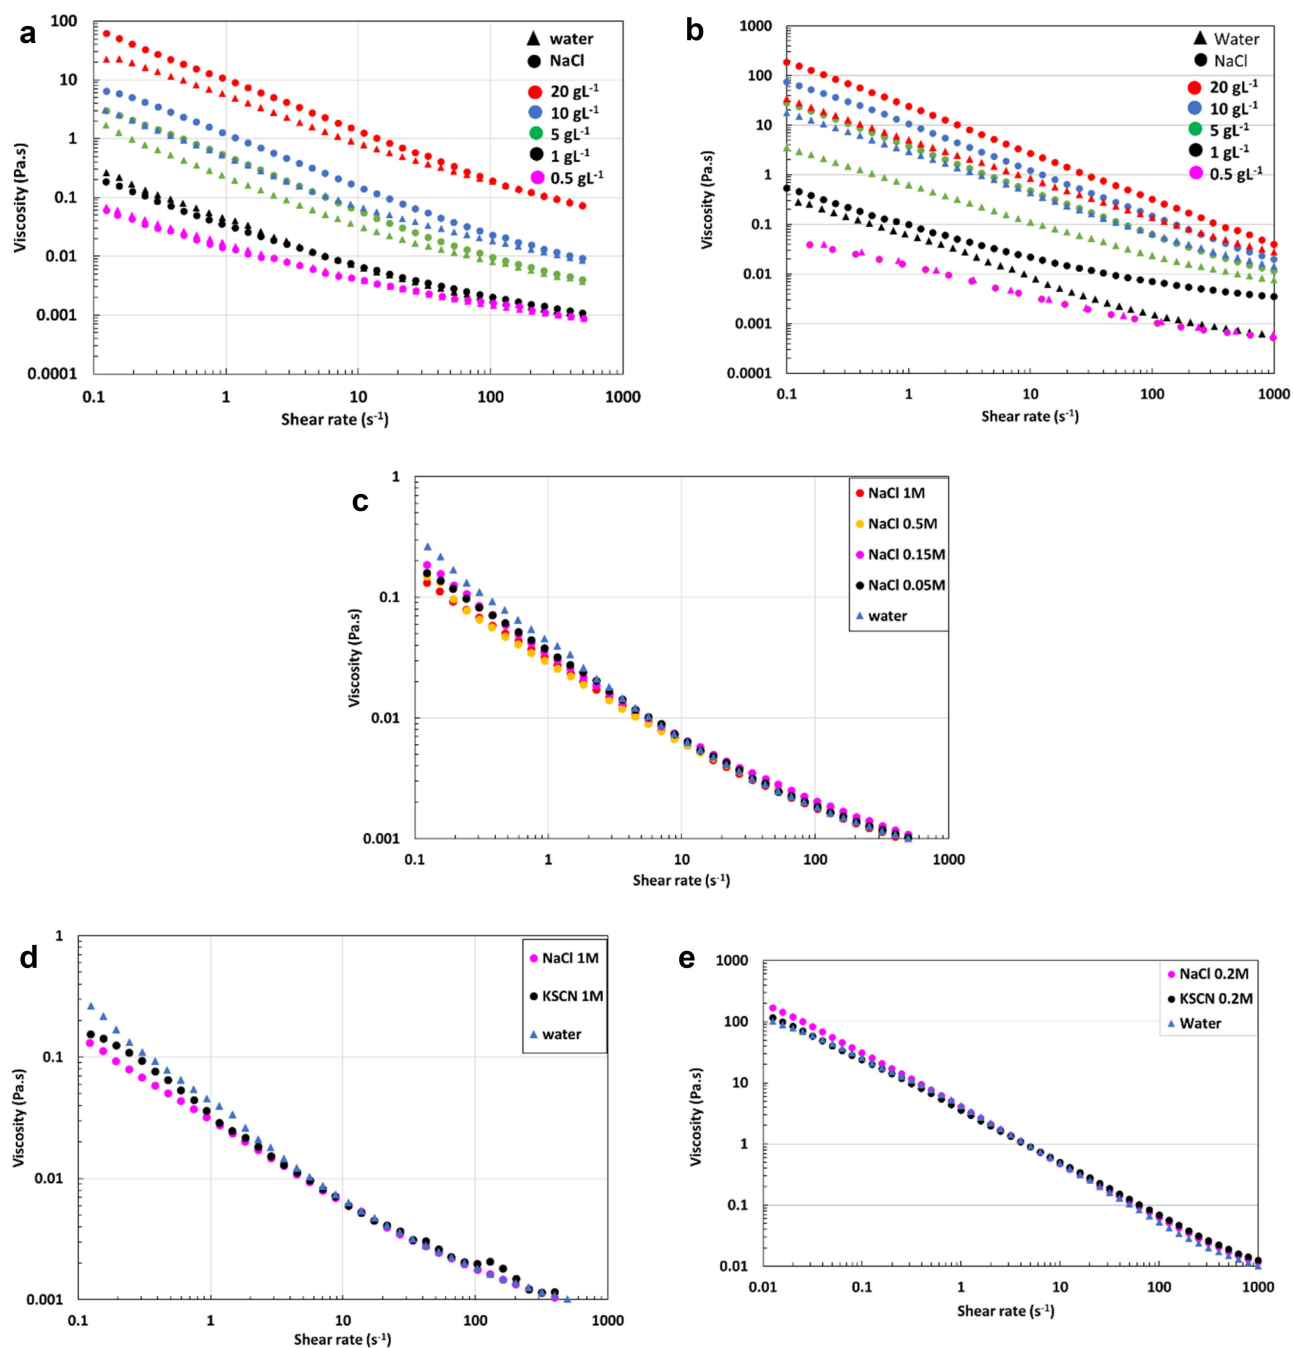 a
100
10
1
0.1
0.01
0.001
0.0001
Viscosity (Pa.s)
0.1 1 10 100 1000
Shear rate (s-1)
water
NaCl
20 gL-1
10 gL-1
5 gL-1
1 gL-1
0.5 gL-1
b
1000
100
10
1
0.1
0.01
0.001
0.0001
Viscosity (Pa.s)
0.1 1 10 100 1000
Shear rate (s-1)
Water
NaCl
20 gL-1
10 gL-1
5 gL-1
1 gL-1
0.5 gL-1
c
1
0.1
0.01
0.001
Viscosity (Pa.s)
0.1 1 10 100 1000
Shear rate (s-1)
NaCl 1M
NaCl 0.5M
NaCl 0.15M
NaCl 0.05M
water
d
1
0.1
0.01
0.001
Viscosity (Pa.s)
0.1 1 10 100 1000
Shear rate (s-1)
NaCl 1M
KSCN 1M
water
e
1000
100
10
1
0.1
0.01
Viscosity (Pa.s)
0.01 0.1 1 10 100 1000
Shear rate (s-1)
NaCl 0.2M
KSCN 0.2M
Water